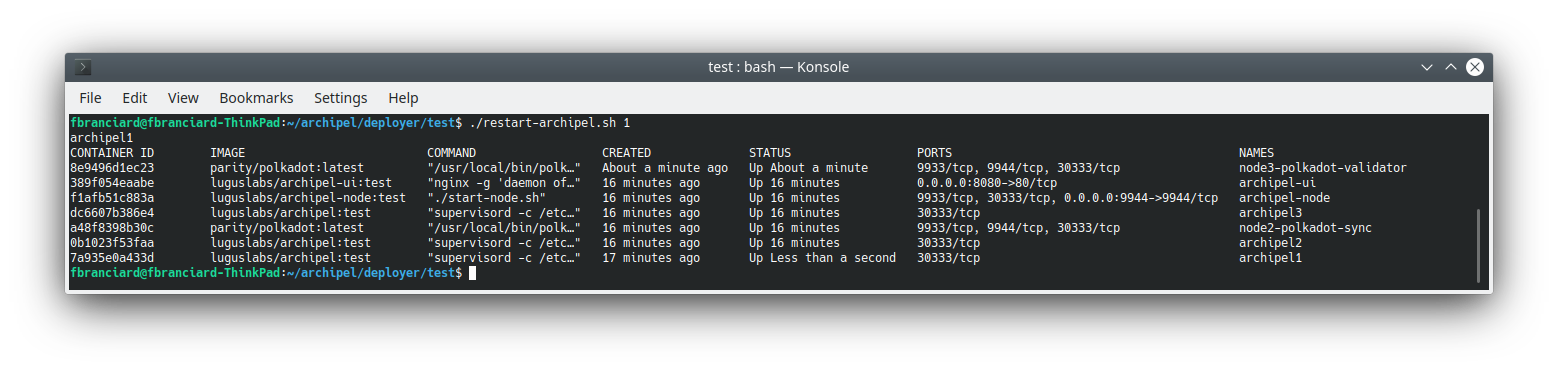 test : bash — Konsole
File Edit View Bookmarks Settings Help
fbranciard@fbranciard-ThinkPad:~/archipel/deployer/test$ ./restart-archipel.sh 1
archipel1
CONTAINER ID        IMAGE                        COMMAND                  CREATED              STATUS                  PORTS                                        NAMES
8e9496d1ec23        parity/polkadot:latest       "/usr/local/bin/polk…"   About a minute ago   Up About a minute       9933/tcp, 9944/tcp, 30333/tcp                node3-polkadot-validator
389f054eaabe        luguslabs/archipel-ui:test   "nginx -g 'daemon of…"   16 minutes ago       Up 16 minutes           0.0.0.0:8080->80/tcp                         archipel-ui
f1afb51c883a        luguslabs/archipel-node:test   "./start-node.sh"        16 minutes ago       Up 16 minutes           9933/tcp, 30333/tcp, 0.0.0.0:9944->9944/tcp   archipel-node
dc6607b386e4        luguslabs/archipel:test      "supervisord -c /etc…"   16 minutes ago       Up 16 minutes           30333/tcp                                    archipel3
a48f8398b30c        parity/polkadot:latest       "/usr/local/bin/polk…"   16 minutes ago       Up 16 minutes           9933/tcp, 9944/tcp, 30333/tcp                node2-polkadot-sync
0b1023f53faa        luguslabs/archipel:test      "supervisord -c /etc…"   16 minutes ago       Up 16 minutes           30333/tcp                                    archipel2
7a935e0a433d        luguslabs/archipel:test      "supervisord -c /etc…"   17 minutes ago       Up Less than a second   30333/tcp                                    archipel1
fbranciard@fbranciard-ThinkPad:~/archipel/deployer/test$